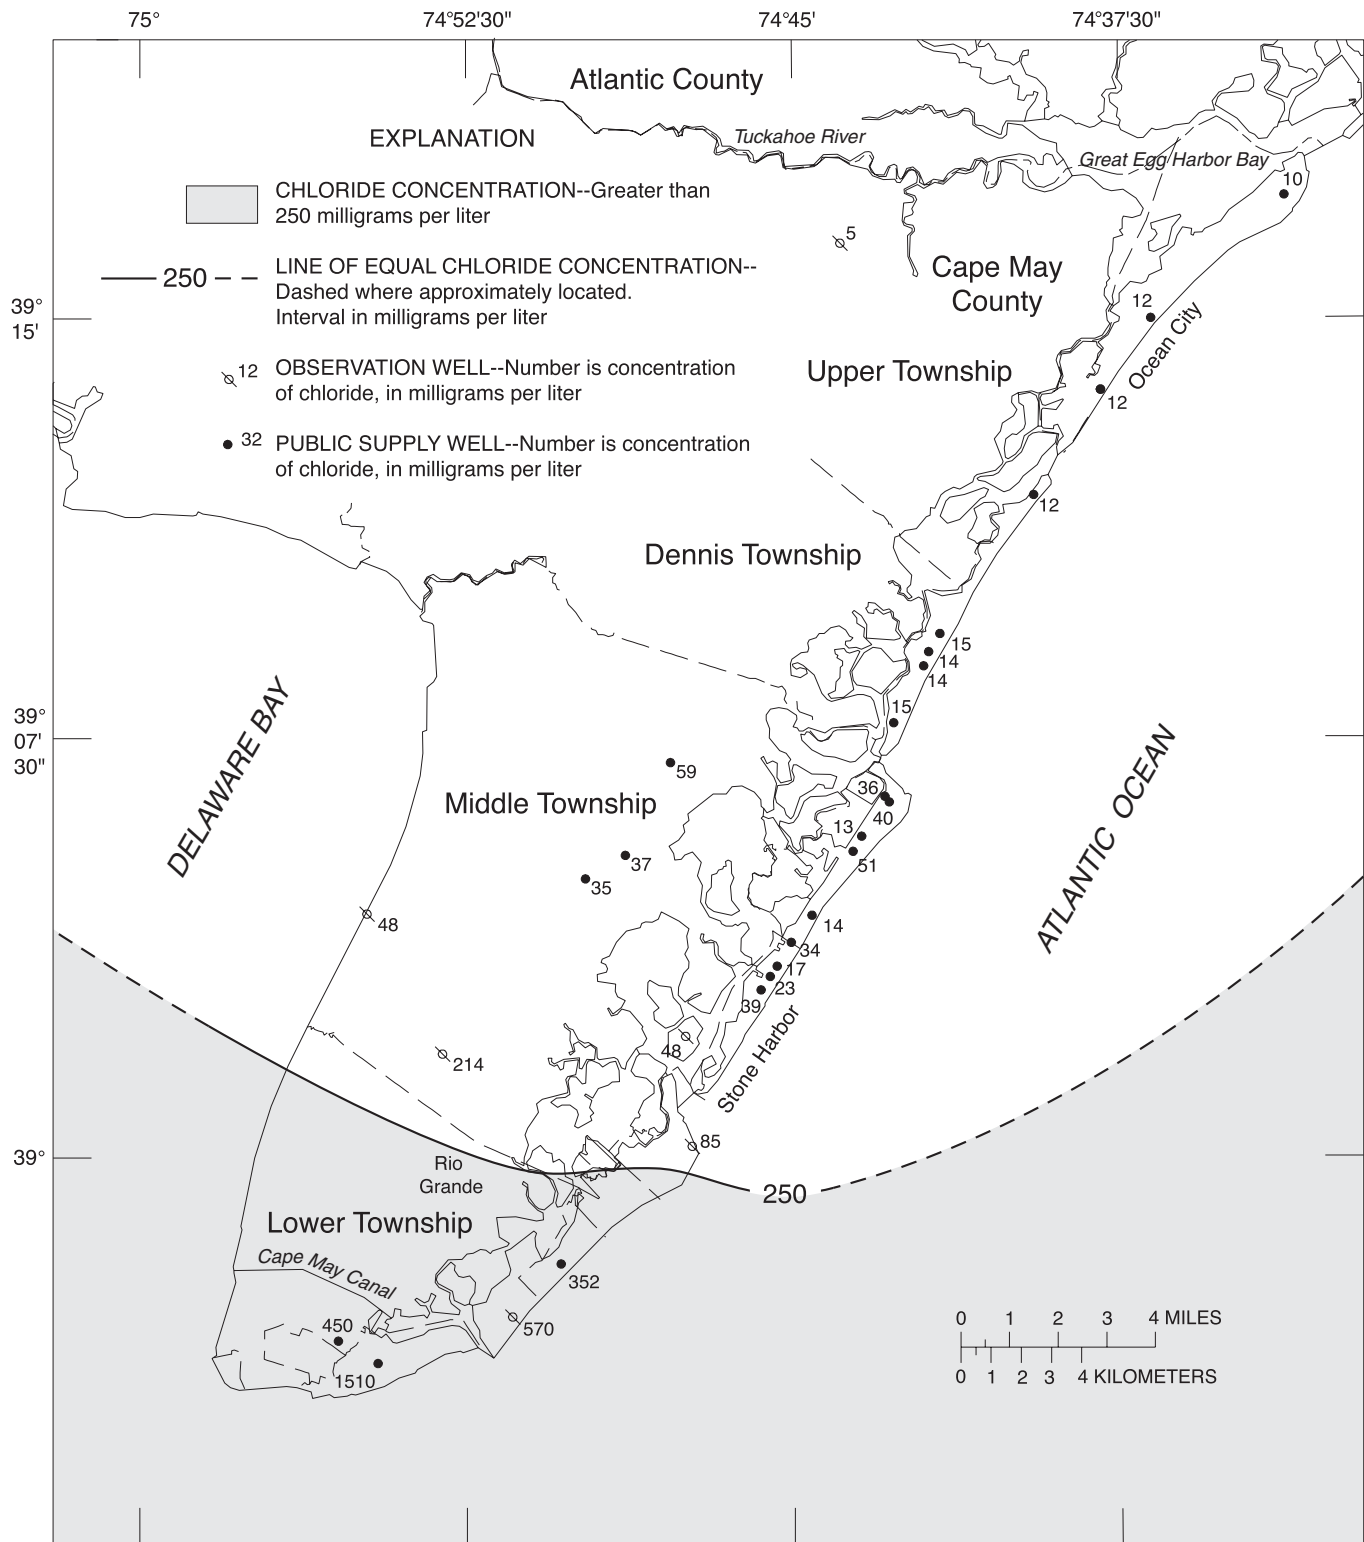 75°
74°52'30"
74°45'
74°37'30"
Atlantic County
EXPLANATION
Tuckahoe River
Great Egg Harbor Bay
CHLORIDE CONCENTRATION--Greater than
250 milligrams per liter
10
5
250
LINE OF EQUAL CHLORIDE CONCENTRATION--
Dashed where approximately located.
Interval in milligrams per liter
Cape May
County
39°
15'
12
Ocean City
12
OBSERVATION WELL--Number is concentration
of chloride, in milligrams per liter
Upper Township
12
32
PUBLIC SUPPLY WELL--Number is concentration
of chloride, in milligrams per liter
12
Dennis Township
15
14
14
15
39°
07'
30"
DELAWARE BAY
ATLANTIC OCEAN
59
Middle Township
36
40
13
51
37
35
48
14
34
17
23
39
Stone Harbor
48
214
85
39°
Rio
Grande
250
Lower Township
Cape May Canal
352
450
570
1510
0 1 2 3 4 MILES
0 1 2 3 4 KILOMETERS